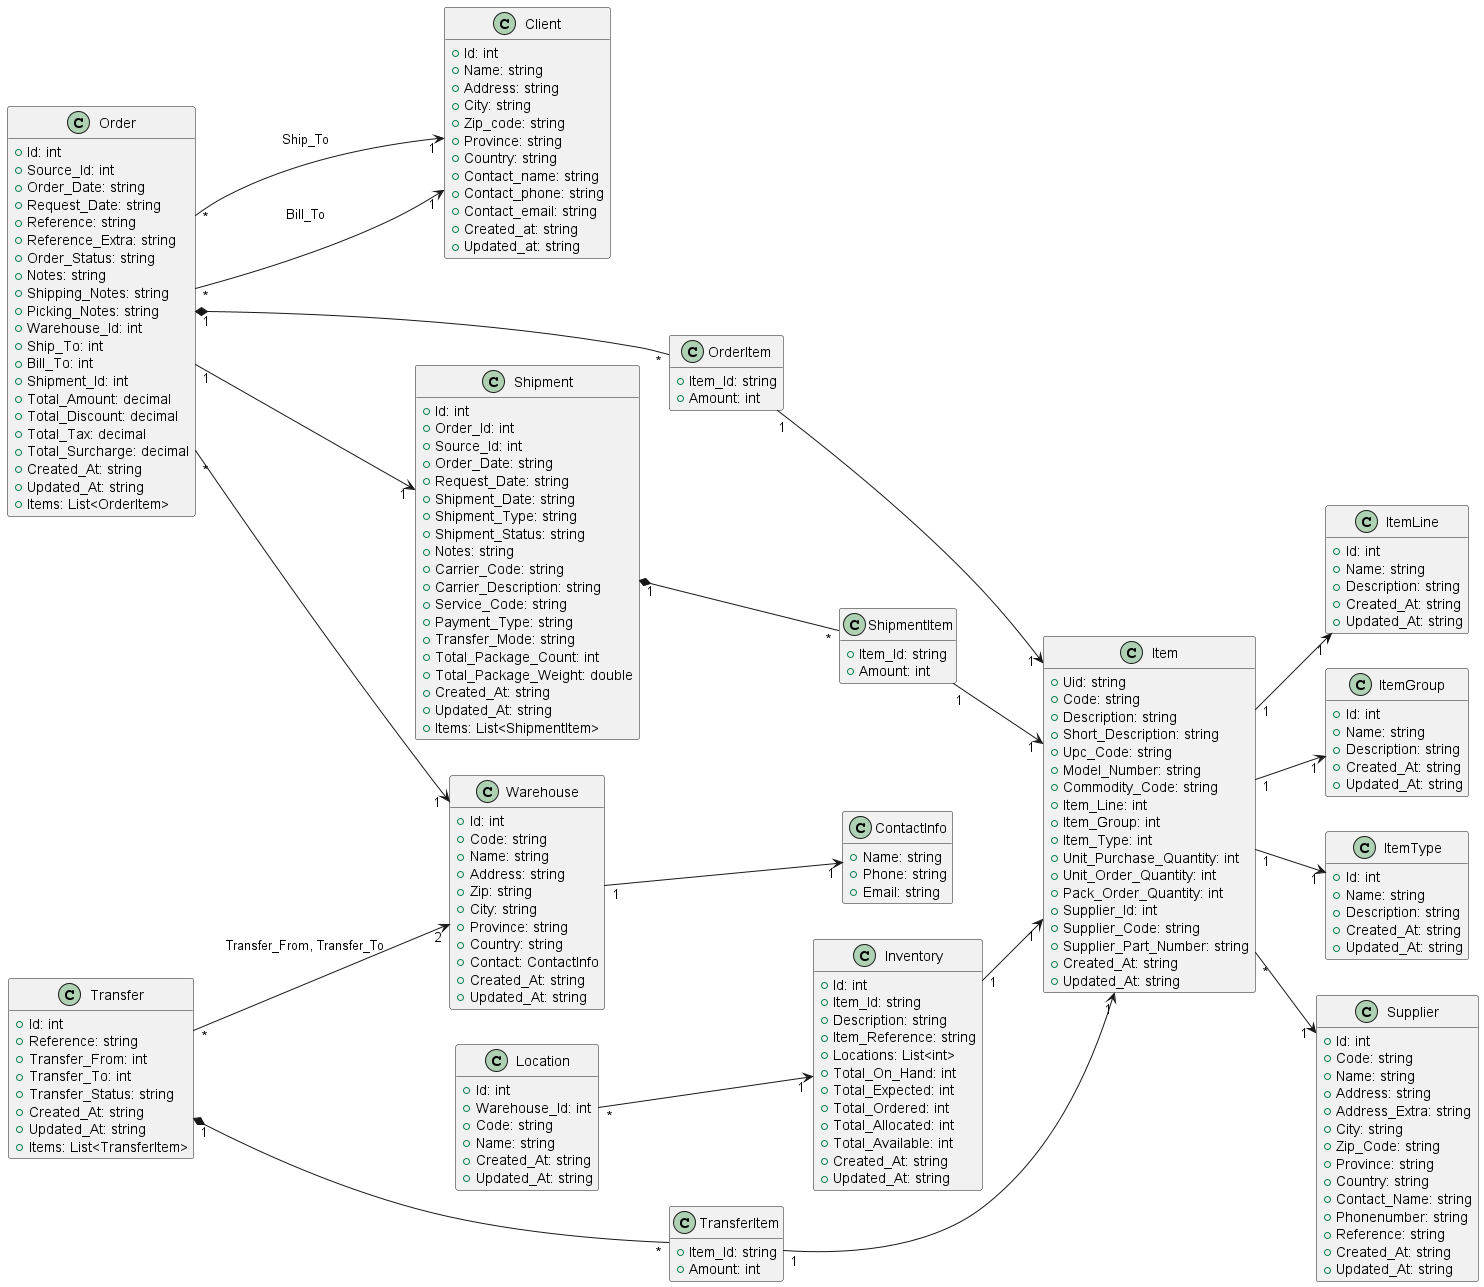 C Client
Id: int
Name: string
Address: string
City: string
Zip_code: string
Province: string
Country: string
Contact_name: string
Contact_phone: string
Contact_email: string
Created_at: string
Updated_at: string
C Order
Id: int
Source_Id: int
Order_Date: string
Request_Date: string
Reference: string
Reference_Extra: string
Order_Status: string
Notes: string
Shipping_Notes: string
Picking_Notes: string
Warehouse_Id: int
Ship_To: int
Bill_To: int
Shipment_Id: int
Total_Amount: decimal
Total_Discount: decimal
Total_Tax: decimal
Total_Surcharge: decimal
Created_At: string
Updated_At: string
Items: List<OrderItem>
Ship_To
* 1
Bill_To
* 1
1 *
1 1
* 1
C OrderItem
Item_Id: string
Amount: int
1 1
C Shipment
Id: int
Order_Id: int
Source_Id: int
Order_Date: string
Request_Date: string
Shipment_Date: string
Shipment_Type: string
Shipment_Status: string
Notes: string
Carrier_Code: string
Carrier_Description: string
Service_Code: string
Payment_Type: string
Transfer_Mode: string
Total_Package_Count: int
Total_Package_Weight: double
Created_At: string
Updated_At: string
Items: List<ShipmentItem>
1 *
C ShipmentItem
Item_Id: string
Amount: int
1 1
C Item
Uid: string
Code: string
Description: string
Short_Description: string
Upc_Code: string
Model_Number: string
Commodity_Code: string
Item_Line: int
Item_Group: int
Item_Type: int
Unit_Purchase_Quantity: int
Unit_Order_Quantity: int
Pack_Order_Quantity: int
Supplier_Id: int
Supplier_Code: string
Supplier_Part_Number: string
Created_At: string
Updated_At: string
1 1
1 1
1 1
* 1
C ItemLine
Id: int
Name: string
Description: string
Created_At: string
Updated_At: string
C ItemGroup
Id: int
Name: string
Description: string
Created_At: string
Updated_At: string
C ItemType
Id: int
Name: string
Description: string
Created_At: string
Updated_At: string
C Supplier
Id: int
Code: string
Name: string
Address: string
Address_Extra: string
City: string
Zip_Code: string
Province: string
Country: string
Contact_Name: string
Phonenumber: string
Reference: string
Created_At: string
Updated_At: string
C Warehouse
Id: int
Code: string
Name: string
Address: string
Zip: string
City: string
Province: string
Country: string
Contact: ContactInfo
Created_At: string
Updated_At: string
1 1
C ContactInfo
Name: string
Phone: string
Email: string
C Transfer
Id: int
Reference: string
Transfer_From: int
Transfer_To: int
Transfer_Status: string
Created_At: string
Updated_At: string
Items: List<TransferItem>
Transfer_From, Transfer_To
* 2
1 *
C Location
Id: int
Warehouse_Id: int
Code: string
Name: string
Created_At: string
Updated_At: string
* 1
C Inventory
Id: int
Item_Id: string
Description: string
Item_Reference: string
Locations: List<int>
Total_On_Hand: int
Total_Expected: int
Total_Ordered: int
Total_Allocated: int
Total_Available: int
Created_At: string
Updated_At: string
1 1
C TransferItem
Item_Id: string
Amount: int
1 1